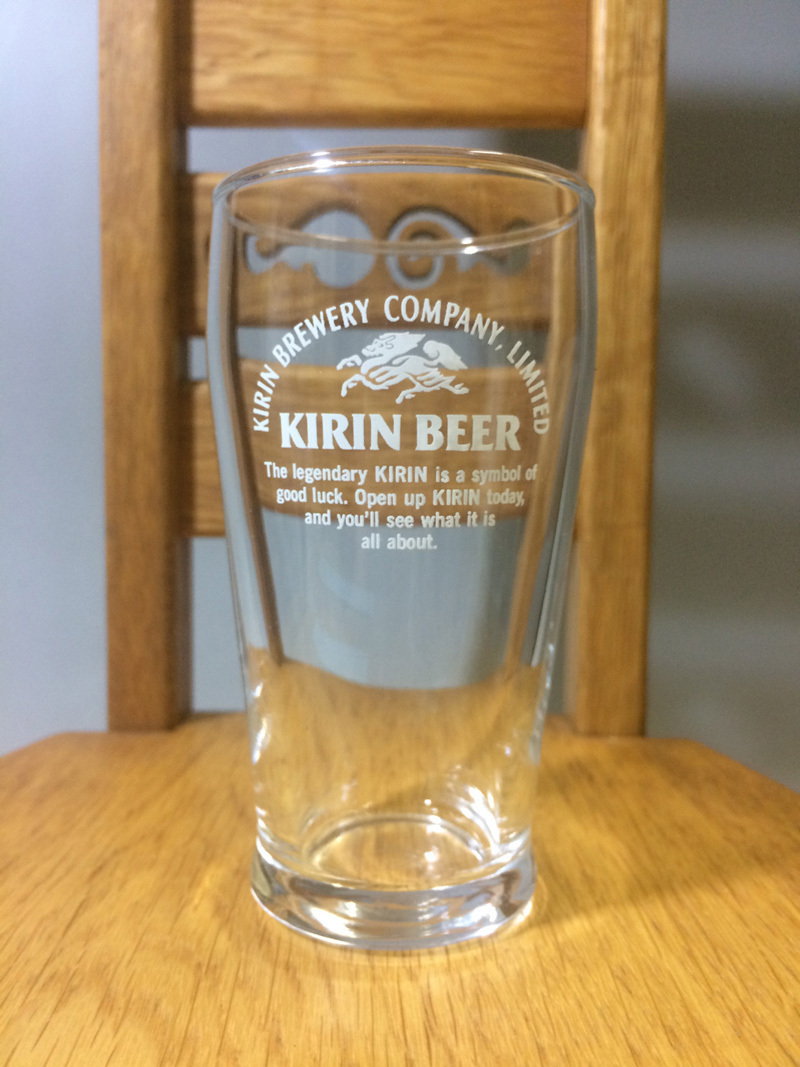 KIRIN BREWERY COMPANY, LIMITED
KIRIN BEER
The legendary KIRIN is a symbol of
good luck. Open up KIRIN today,
and you'll see what it is
all about.